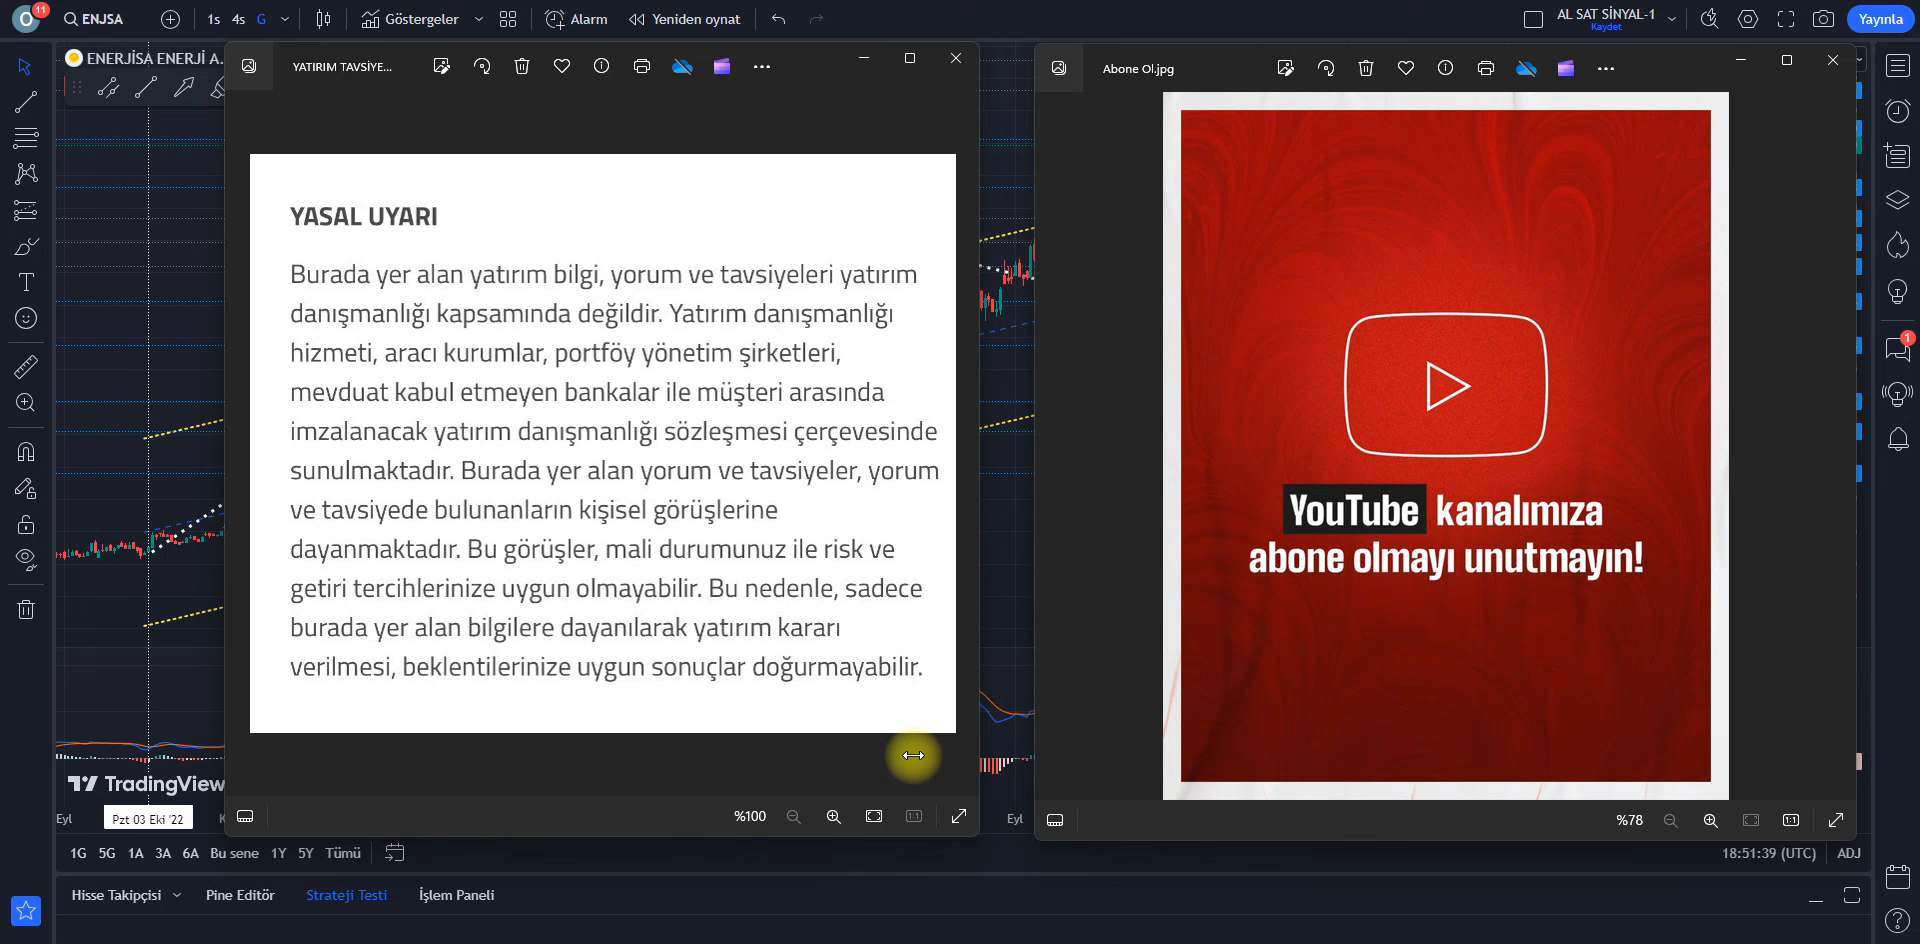 O
11
ENJSA
1s 4s G
Göstergeler
Alarm
Yeniden oynat
AL SAT SİNYAL-1
Kaydet
Yayınla
ENERJİSA ENERJİ A.
YATIRIM TAVSİYE...
Abone Ol.jpg
YASAL UYARI
Burada yer alan yatırım bilgi, yorum ve tavsiyeleri yatırım
danışmanlığı kapsamında değildir. Yatırım danışmanlığı
hizmeti, aracı kurumlar, portföy yönetim şirketleri,
mevduat kabul etmeyen bankalar ile müşteri arasında
imzalanacak yatırım danışmanlığı sözleşmesi çerçevesinde
sunulmaktadır. Burada yer alan yorum ve tavsiyeler, yorum
ve tavsiyede bulunanların kişisel görüşlerine
dayanmaktadır. Bu görüşler, mali durumunuz ile risk ve
getiri tercihlerinize uygun olmayabilir. Bu nedenle, sadece
burada yer alan bilgilere dayanılarak yatırım kararı
verilmesi, beklentilerinize uygun sonuçlar doğurmayabilir.
YouTube kanalımıza
abone olmayı unutmayın!
1
TradingView
Eyl
Pzt 03 Eki '22
%100
1:1
Eyl
%78
1:1
1G 5G 1A 3A 6A Bu sene 1Y 5Y Tümü
18:51:39 (UTC)
ADJ
Hisse Takipçisi
Pine Editör
Strateji Testi
İşlem Paneli